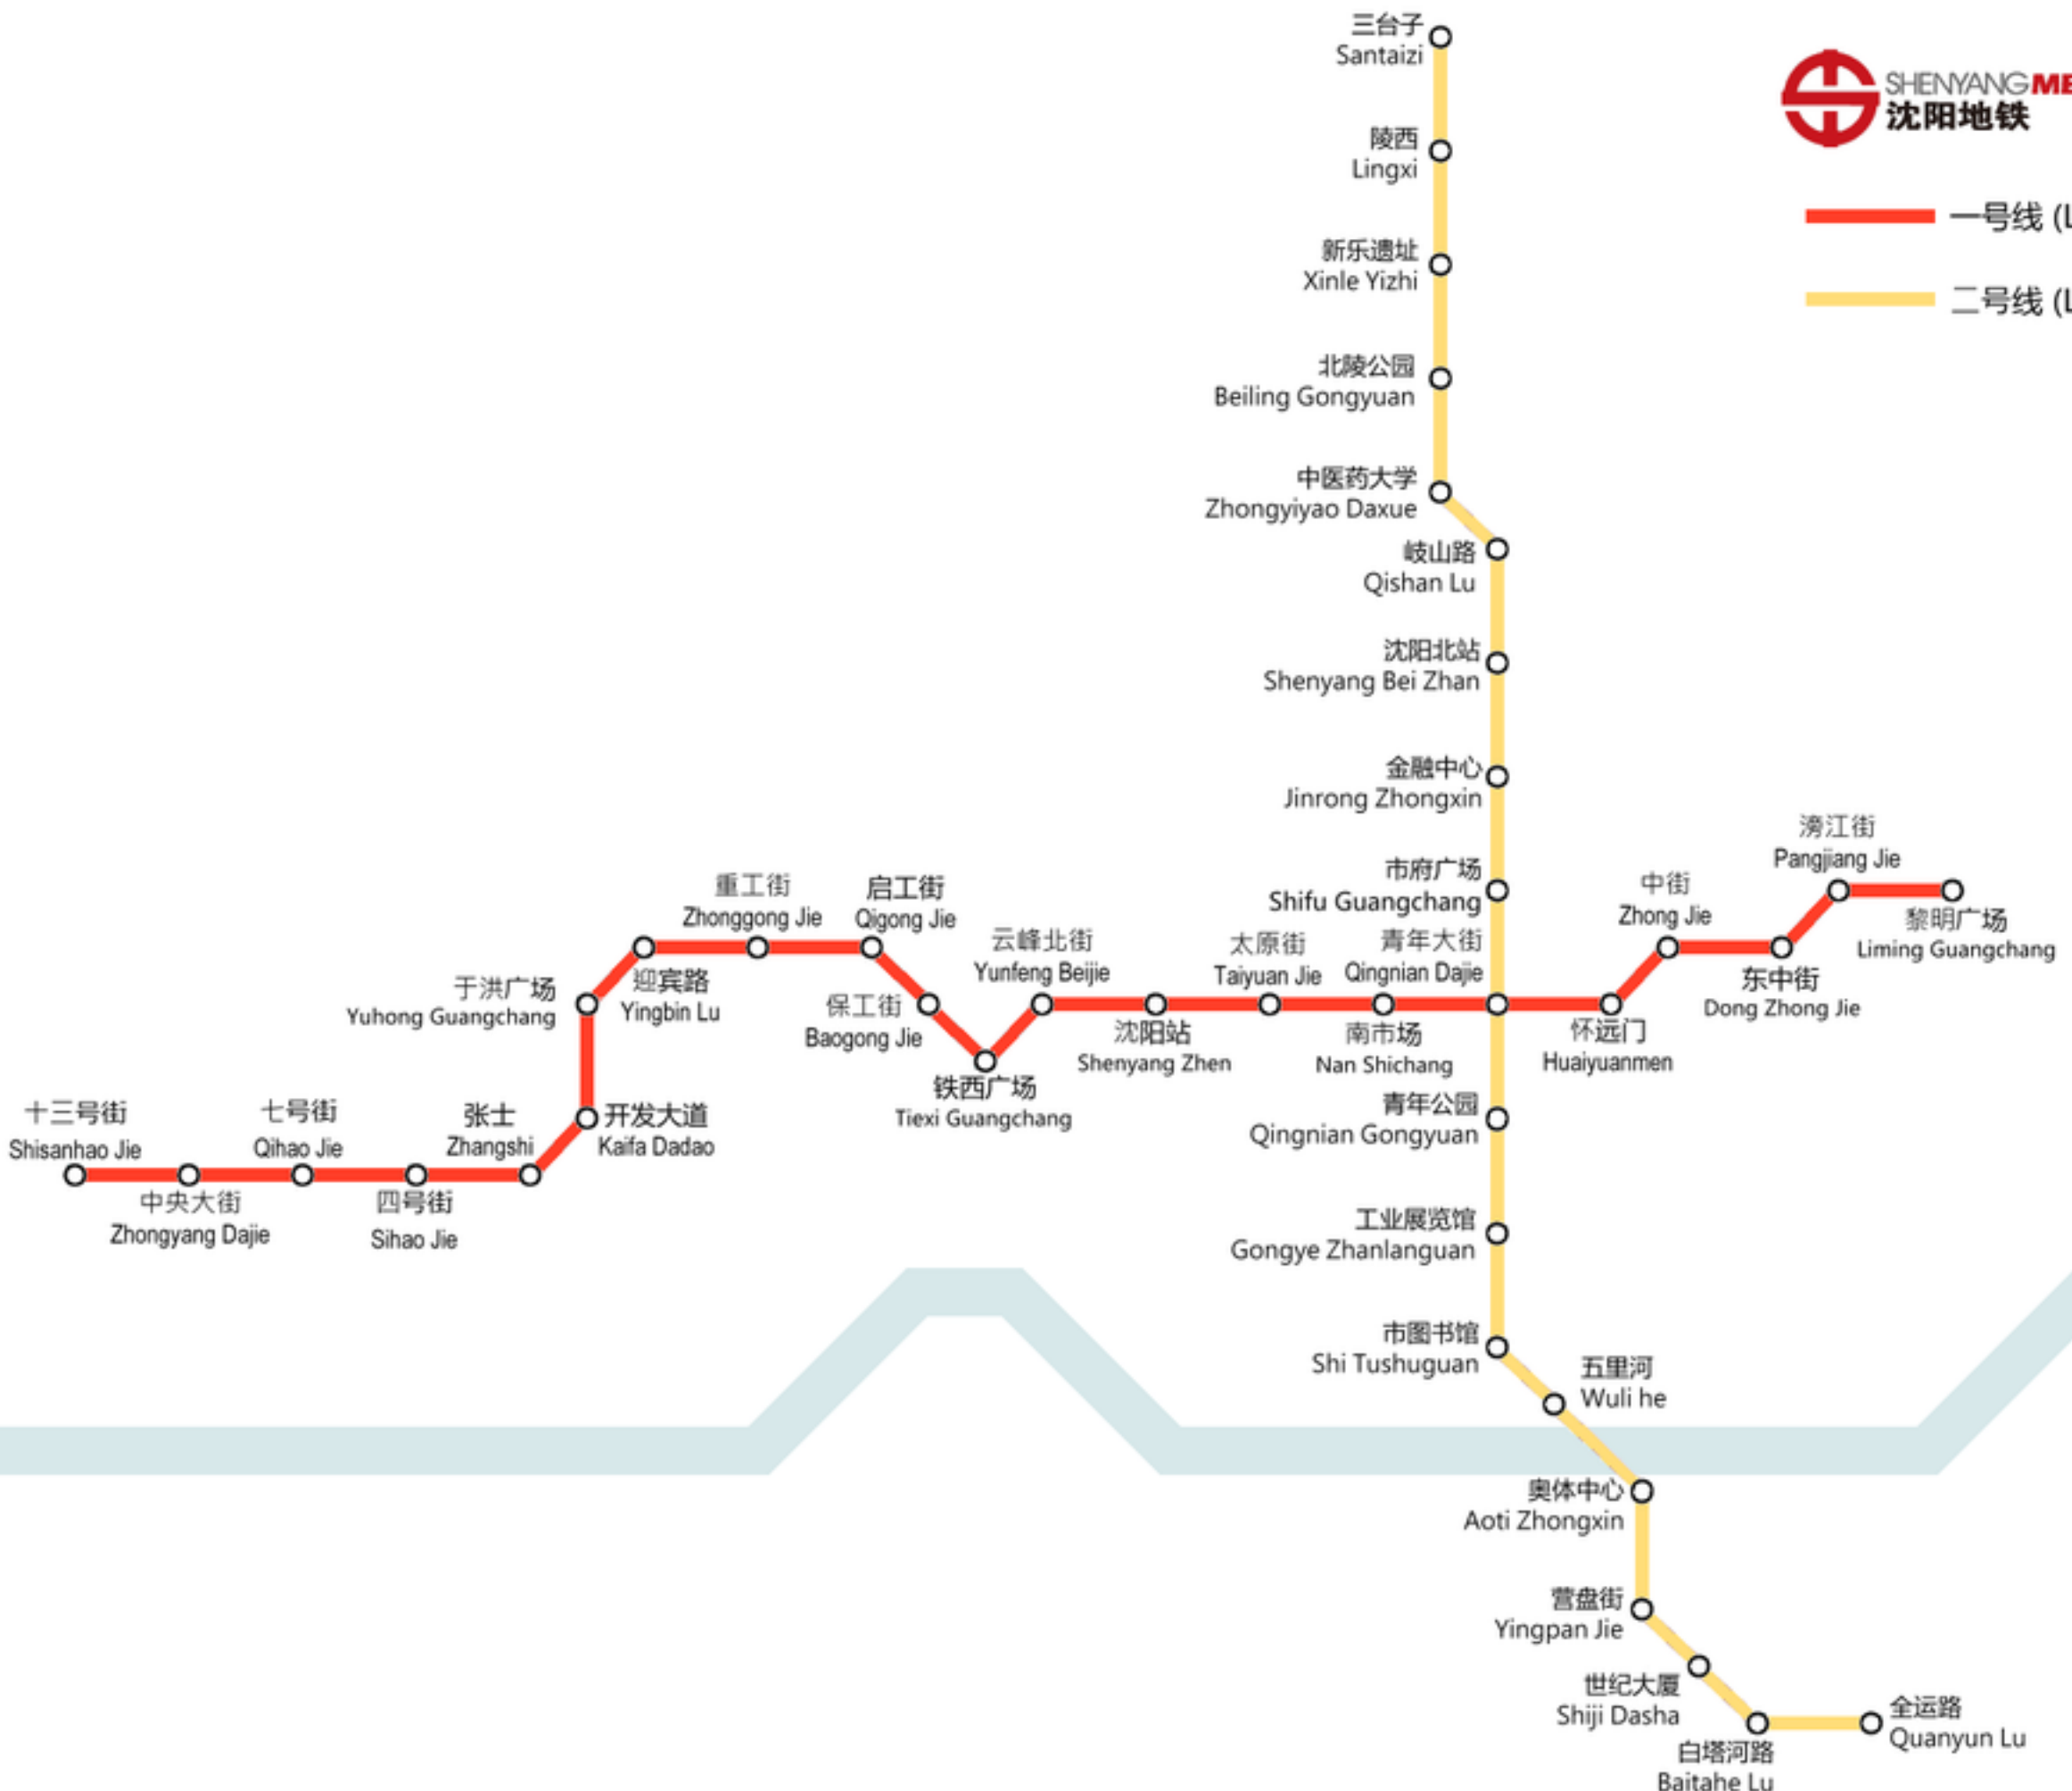 三台子
Santaizi
SHENYANG
沈阳地铁
陵西
Lingxi
一号线 (L
新乐遗址
Xinle Yizhi
二号线 (L
北陵公园
Beiling Gongyuan
中医药大学
Zhongyiyao Daxue
岐山路
Qishan Lu
沈阳北站
Shenyang Bei Zhan
金融中心
Jinrong Zhongxin
市府广场
Shifu Guangchang
滂江街
Pangjiang Jie
中街
Zhong Jie
黎明广场
Liming Guangchang
东中街
Dong Zhong Jie
重工街
Zhonggong Jie
启工街
Qigong Jie
云峰北街
Yunfeng Beijie
太原街
Taiyuan Jie
青年大街
Qingnian Dajie
于洪广场
Yuhong Guangchang
迎宾路
Yingbin Lu
保工街
Baogong Jie
沈阳站
Shenyang Zhen
南市场
Nan Shichang
怀远门
Huaiyuanmen
铁西广场
Tiexi Guangchang
十三号街
Shisanhao Jie
七号街
Qihao Jie
张士
Zhangshi
开发大道
Kaifa Dadao
中央大街
Zhongyang Dajie
四号街
Sihao Jie
青年公园
Qingnian Gongyuan
工业展览馆
Gongye Zhanlanguan
市图书馆
Shi Tushuguan
五里河
Wuli he
奥体中心
Aoti Zhongxin
营盘街
Yingpan Jie
世纪大厦
Shiji Dasha
全运路
Quanyun Lu
白塔河路
Baitahe Lu